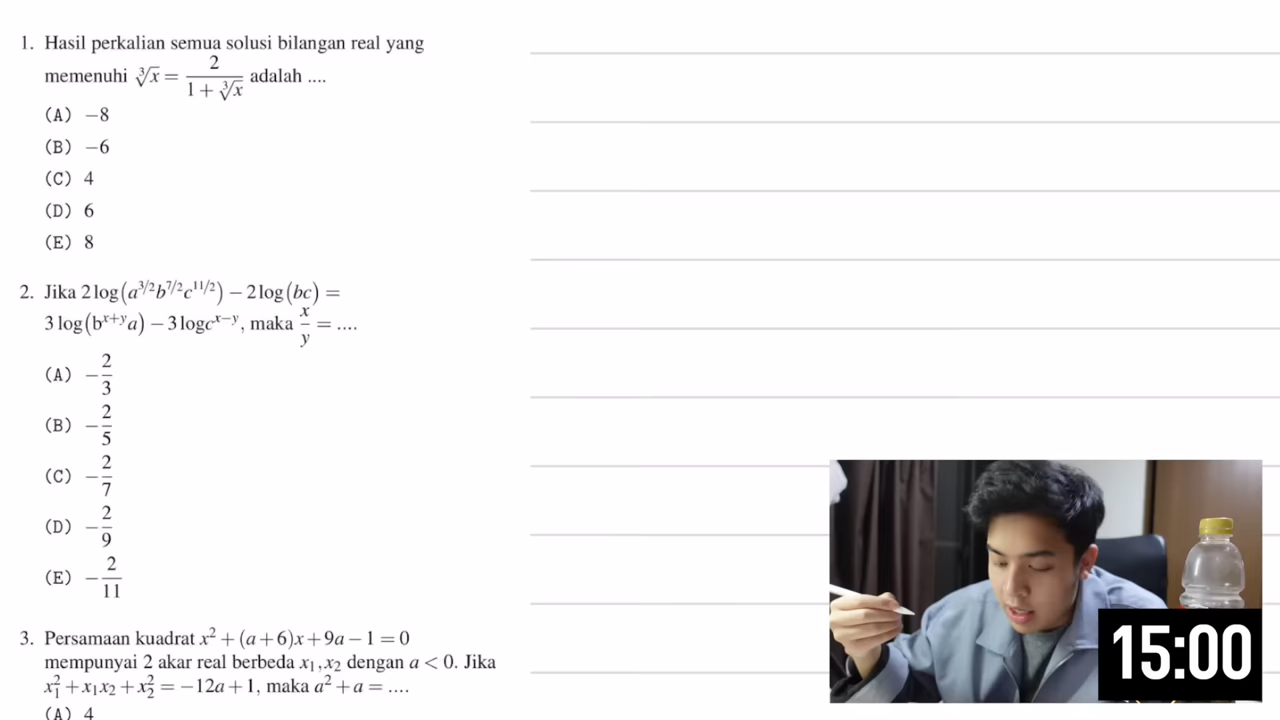 1. Hasil perkalian semua solusi bilangan real yang
memenuhi ∛x = 2/(1 + ∛x) adalah ....
(A) −8
(B) −6
(C) 4
(D) 6
(E) 8
2. Jika 2 log(a^{3/2}b^{7/2}c^{11/2}) − 2 log(bc) =
3 log(b^{x+y}a) − 3 log c^{x−y}, maka x/y = ....
(A) −2/3
(B) −2/5
(C) −2/7
(D) −2/9
(E) −2/11
3. Persamaan kuadrat x² + (a + 6)x + 9a − 1 = 0
mempunyai 2 akar real berbeda x₁, x₂ dengan a < 0. Jika
x₁² + x₁x₂ + x₂² = −12a + 1, maka a² + a = ....
(A) 4
15:00